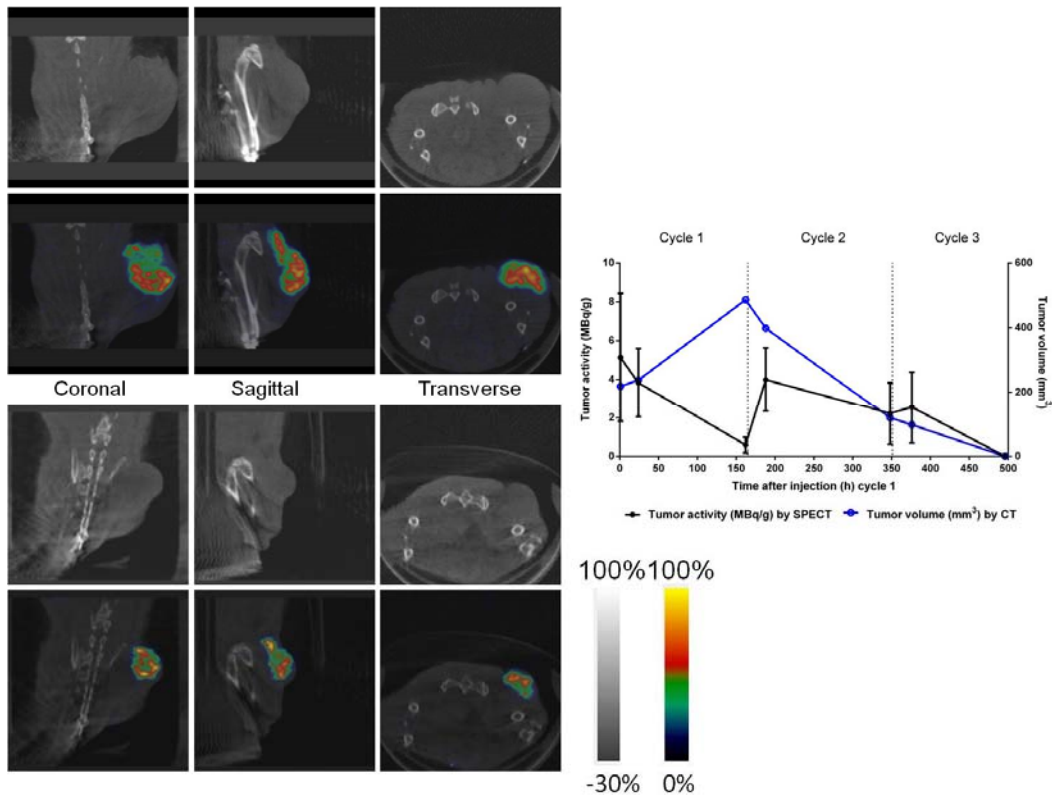 Coronal
Sagittal
Transverse
Cycle 1 Cycle 2 Cycle 3
10
8
6
4
2
0
Tumor activity (MBq/g)
600
400
200
0
Tumor volume (mm³)
0 50 100 150 200 250 300 350 400 450 500
Time after injection (h) cycle 1
Tumor activity (MBq/g) by SPECT Tumor volume (mm³) by CT
100% 100%
-30% 0%